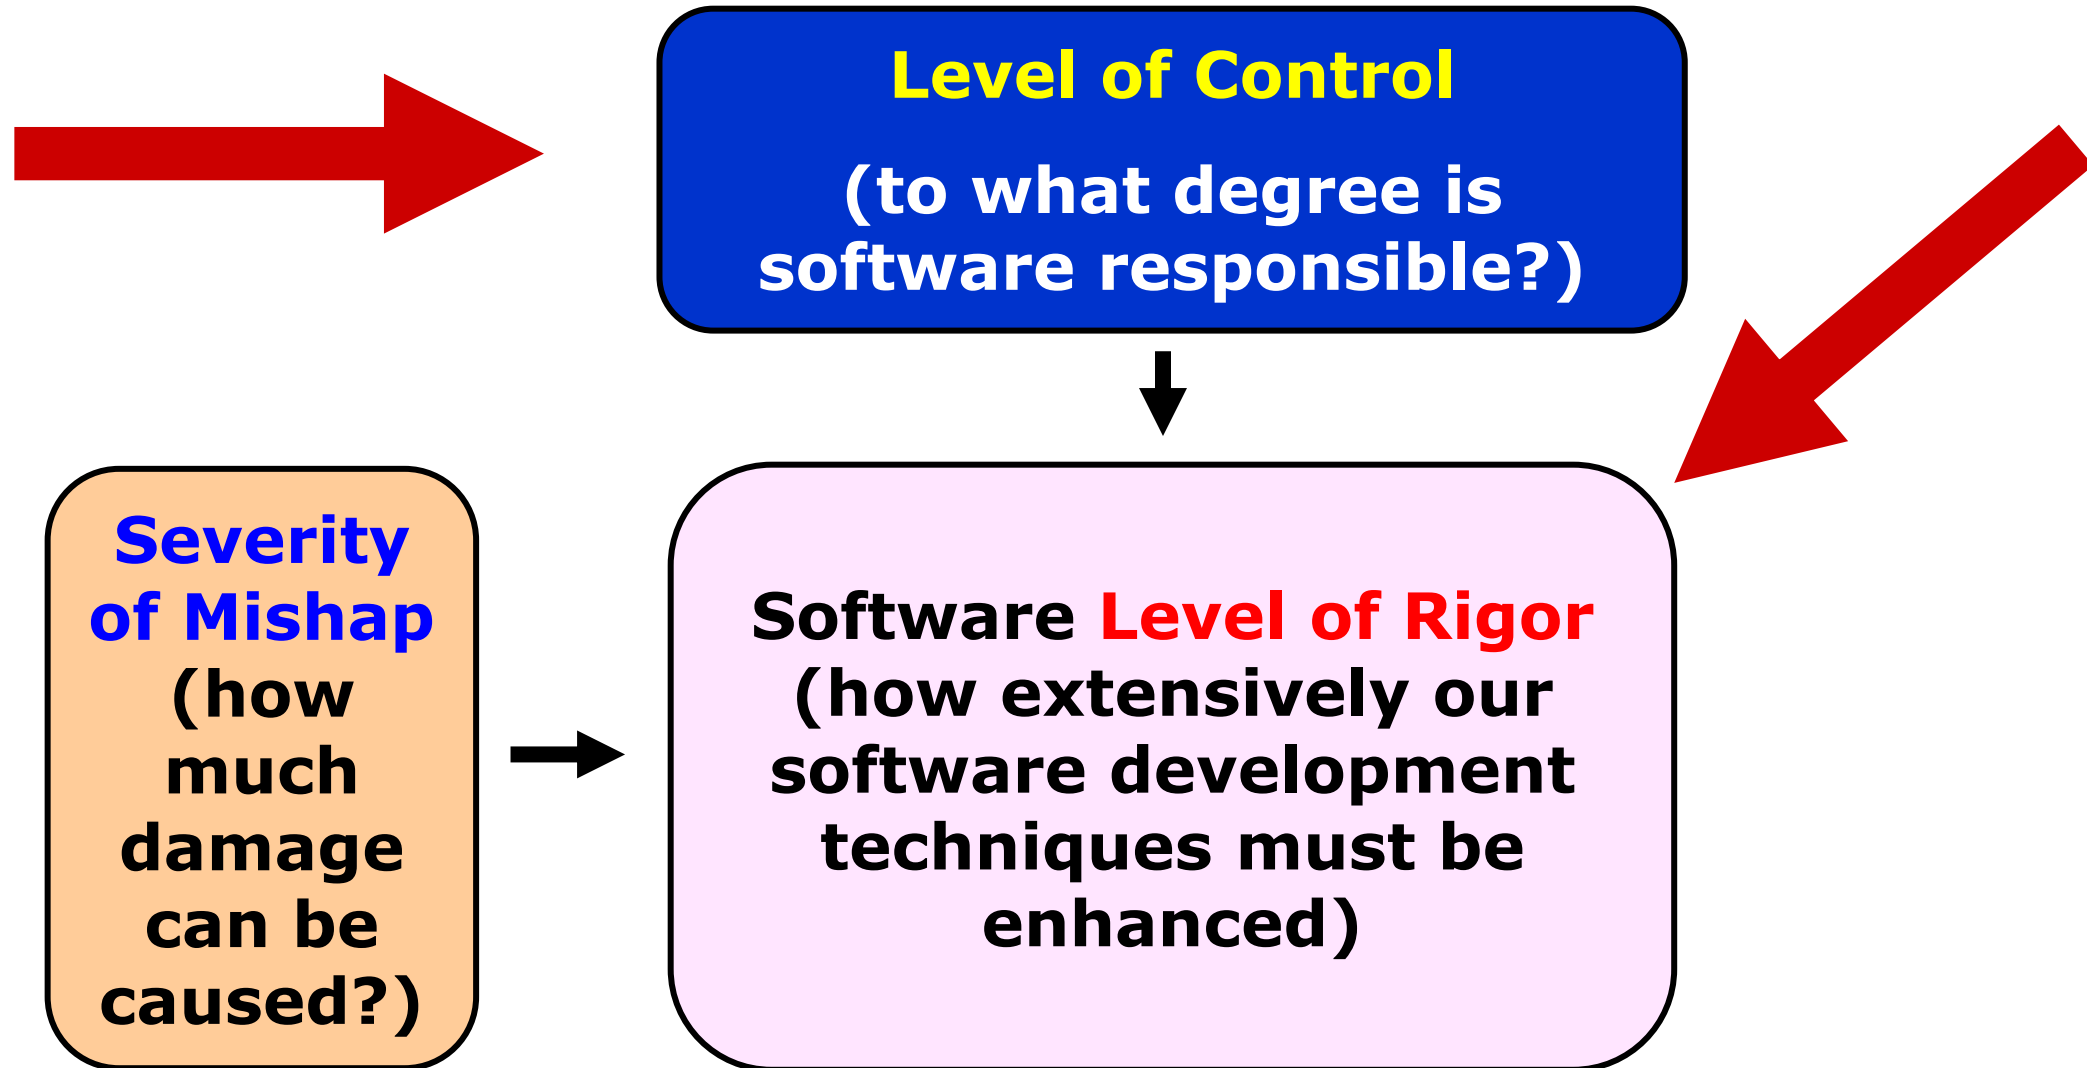 Level of Control
(to what degree is
software responsible?)
Severity
of Mishap
(how
much
damage
can be
caused?)
Software Level of Rigor
(how extensively our
software development
techniques must be
enhanced)